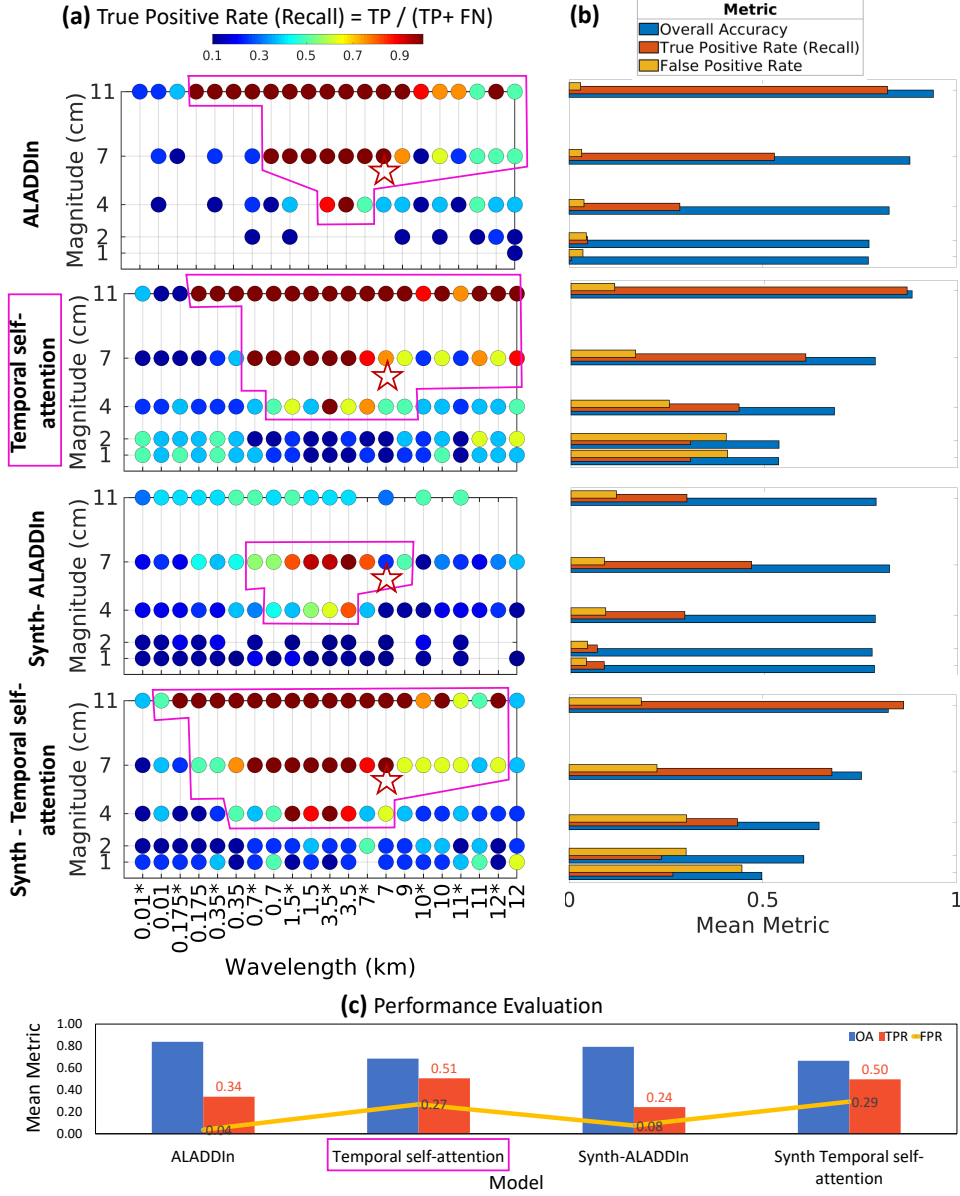 (a) True Positive Rate (Recall) = TP / (TP+ FN)
0.1 0.3 0.5 0.7 0.9
(b)
Metric
Overall Accuracy
True Positive Rate (Recall)
False Positive Rate
ALADDIn
Magnitude (cm)
11
7
4
2
1
Temporal self-
attention
Magnitude (cm)
11
7
4
2
1
0 0.5 1
Synth- ALADDIn
Magnitude (cm)
11
7
4
2
1
Synth - Temporal self-
attention
Magnitude (cm)
11
7
4
2
1
0.01* 0.01 0.175* 0.175 0.35* 0.35 0.7* 0.7 1.5* 1.5 3.5* 3.5 7* 7 9 10* 10 11* 11 12* 12
Wavelength (km)
0 0.5 1
Mean Metric
(c) Performance Evaluation
Mean Metric
1.00
0.80
0.60
0.40
0.20
0.00
OA TPR FPR
0.34 0.51 0.24 0.50
0.04 0.27 0.08 0.29
ALADDIn Temporal self-attention Synth-ALADDIn Synth Temporal self-
attention
Model